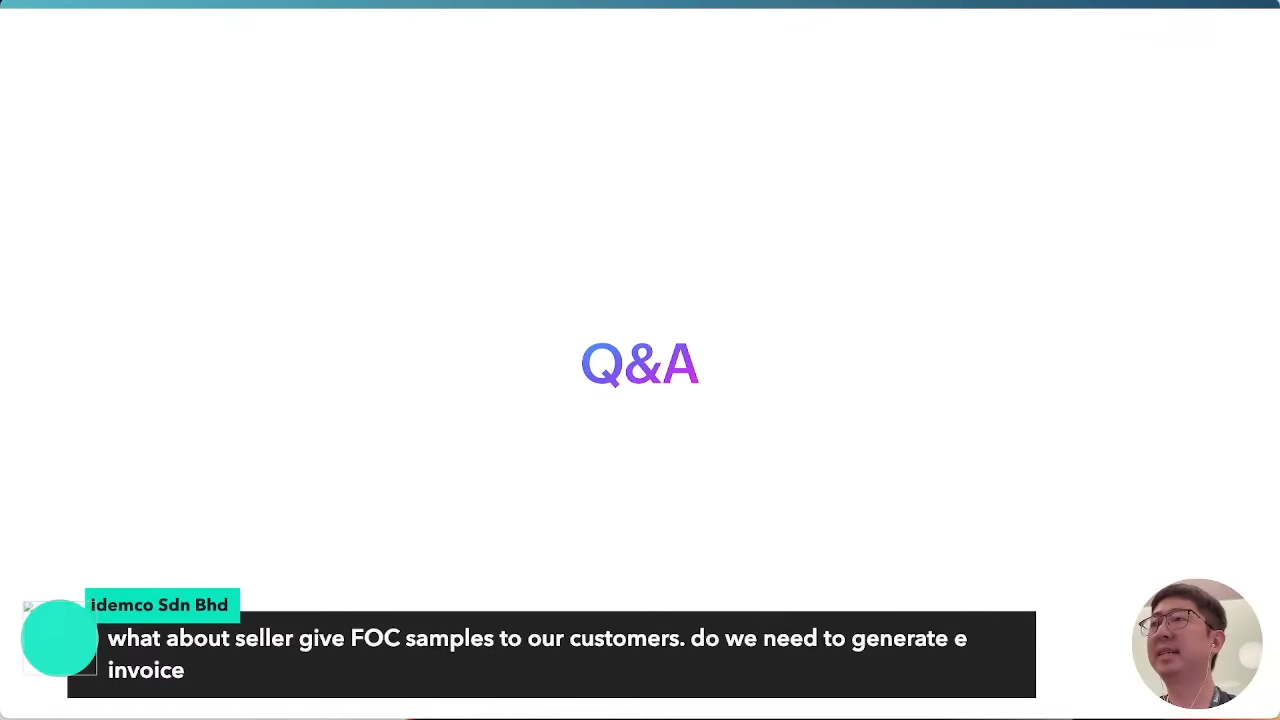 Q&A
idemco Sdn Bhd
what about seller give FOC samples to our customers. do we need to generate e
invoice